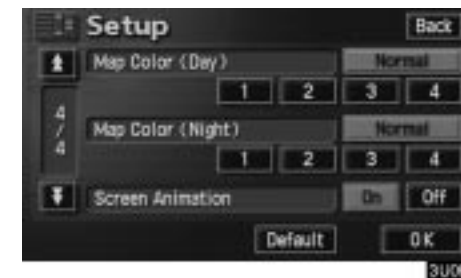 Setup Back
Map Color (Day) Normal
1 2 3 4
4
/
4
Map Color (Night) Normal
1 2 3 4
Screen Animation On Off
Default OK